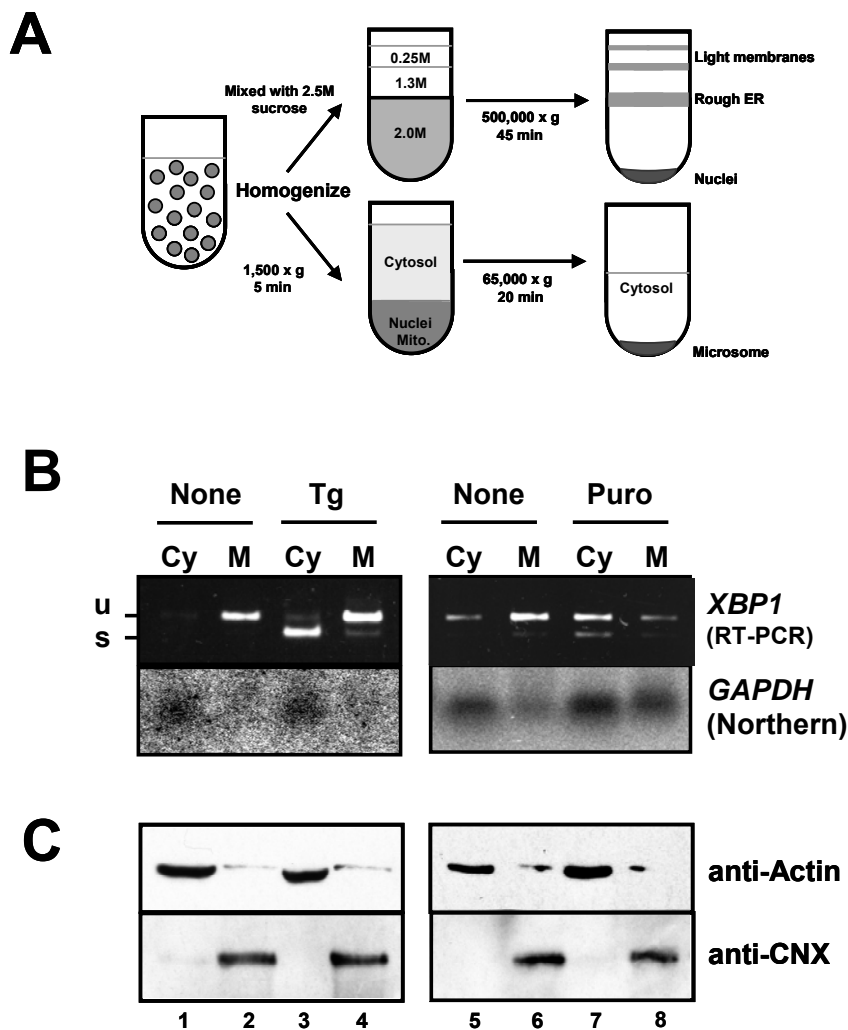 A
Mixed with 2.5M
sucrose
Homogenize
1,500 x g
5 min
0.25M
1.3M
2.0M
500,000 x g
45 min
Light membranes
Rough ER
Nuclei
Cytosol
Nuclei
Mito.
65,000 x g
20 min
Cytosol
Microsome
B
None Tg None Puro
Cy M Cy M Cy M Cy M
u
s
XBP1
(RT-PCR)
GAPDH
(Northern)
C
anti-Actin
anti-CNX
1 2 3 4 5 6 7 8